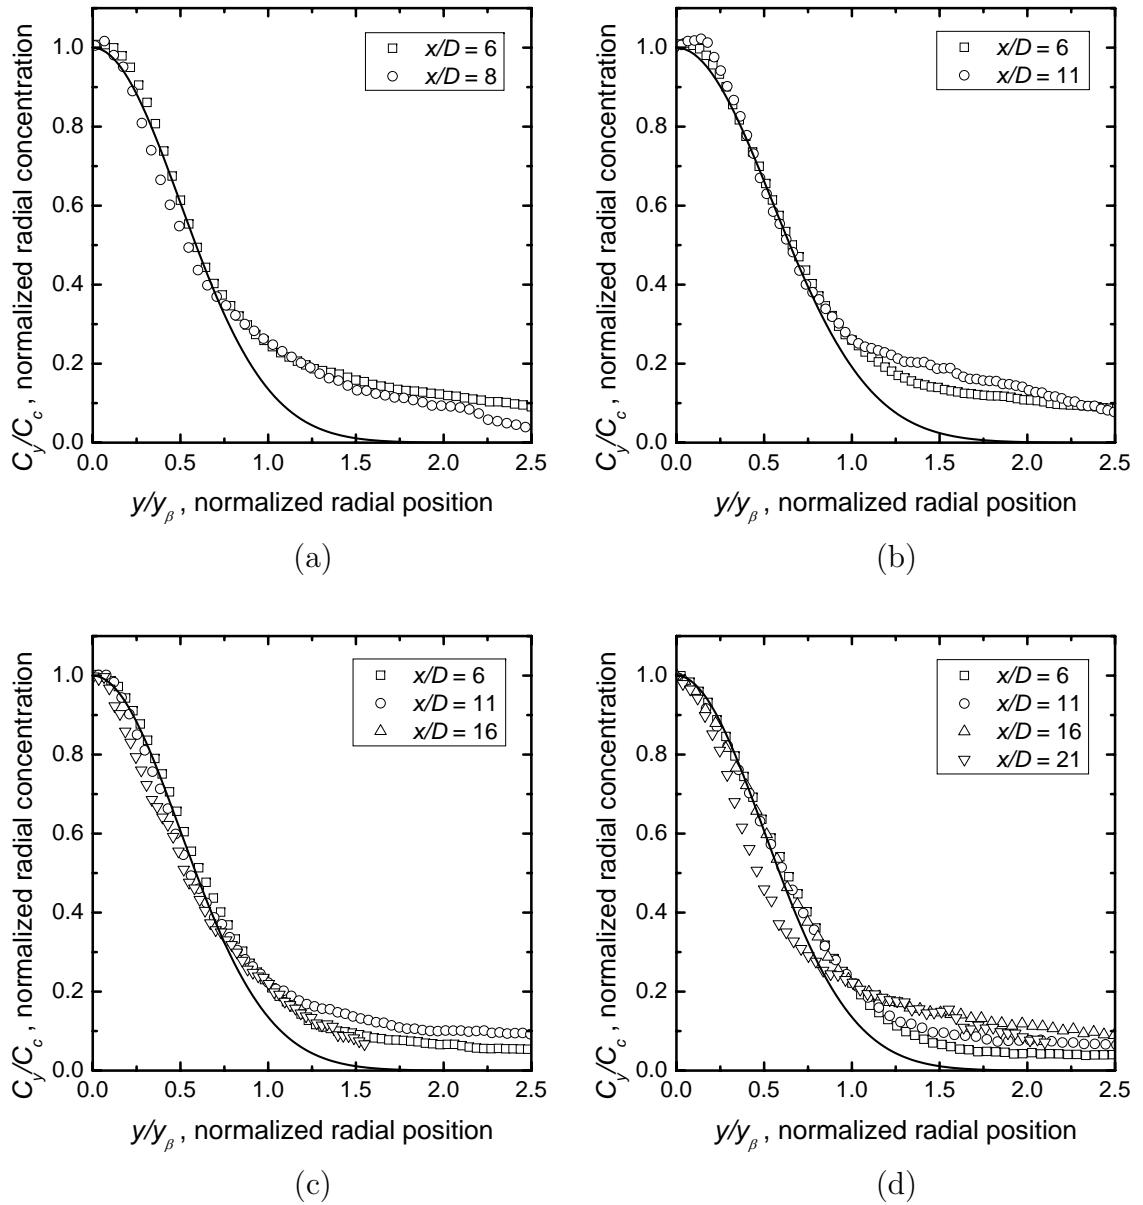 x/D = 6
x/D = 8
C_y/C_c , normalized radial concentration
1.0
0.8
0.6
0.4
0.2
0.0
0.0 0.5 1.0 1.5 2.0 2.5
y/y_β , normalized radial position
(a)
x/D = 6
x/D = 11
C_y/C_c , normalized radial concentration
1.0
0.8
0.6
0.4
0.2
0.0
0.0 0.5 1.0 1.5 2.0 2.5
y/y_β , normalized radial position
(b)
x/D = 6
x/D = 11
x/D = 16
C_y/C_c , normalized radial concentration
1.0
0.8
0.6
0.4
0.2
0.0
0.0 0.5 1.0 1.5 2.0 2.5
y/y_β , normalized radial position
(c)
x/D = 6
x/D = 11
x/D = 16
x/D = 21
C_y/C_c , normalized radial concentration
1.0
0.8
0.6
0.4
0.2
0.0
0.0 0.5 1.0 1.5 2.0 2.5
y/y_β , normalized radial position
(d)